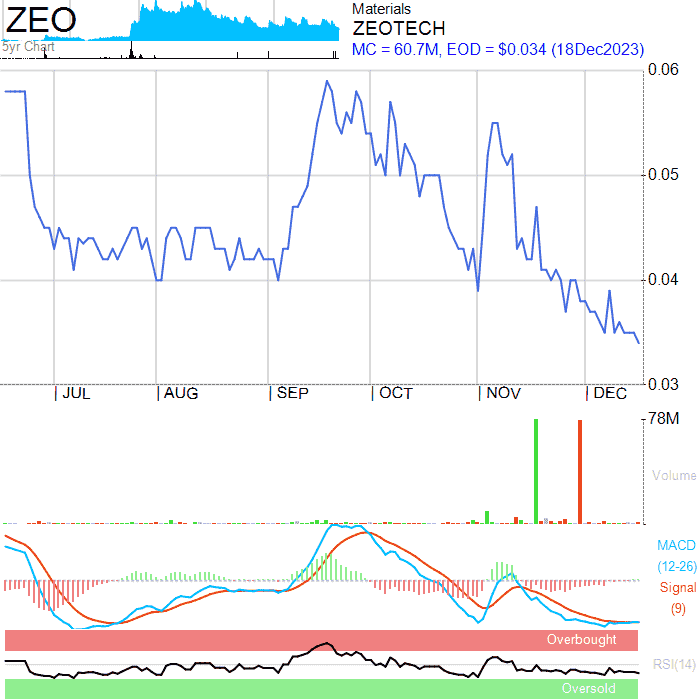 ZEO
5yr Chart
Materials
ZEOTECH
MC = 60.7M, EOD = $0.034 (18Dec2023)
0.06
0.05
0.04
0.03
JUL AUG SEP OCT NOV DEC
78M
Volume
MACD
(12-26)
Signal
(9)
Overbought
RSI(14)
Oversold